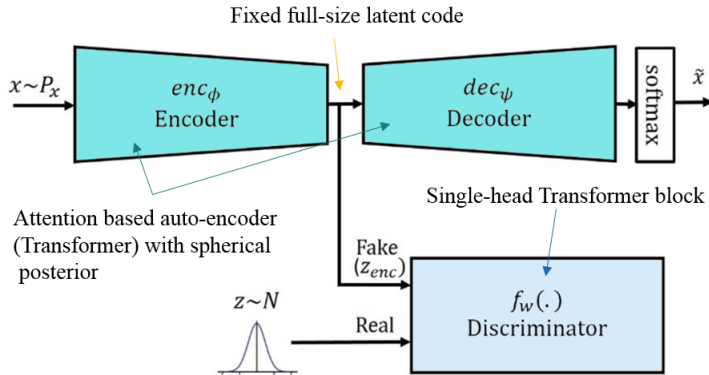 Fixed full-size latent code
x~Pₓ
enc_ϕ
Encoder
dec_ψ
Decoder
softmax
x̃
Attention based auto-encoder
(Transformer) with spherical
posterior
Single-head Transformer block
Fake
(z_enc)
z~N
Real
f_w(.)
Discriminator